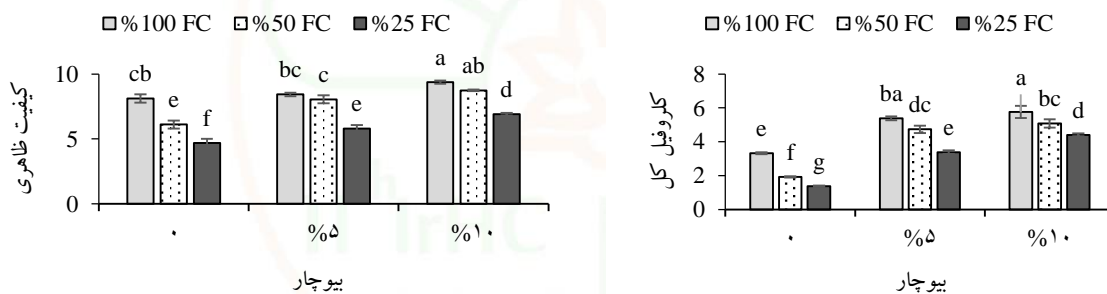 %100 FC %50 FC %25 FC
کیفیت ظاهری
10
5
0
cb e f bc c e a ab d
۰ %۵ %۱۰
بیوچار
%100 FC %50 FC %25 FC
کلروفیل کل
8
6
4
2
0
e f g ba dc e a bc d
۰ %۵ %۱۰
بیوچار
IrHC